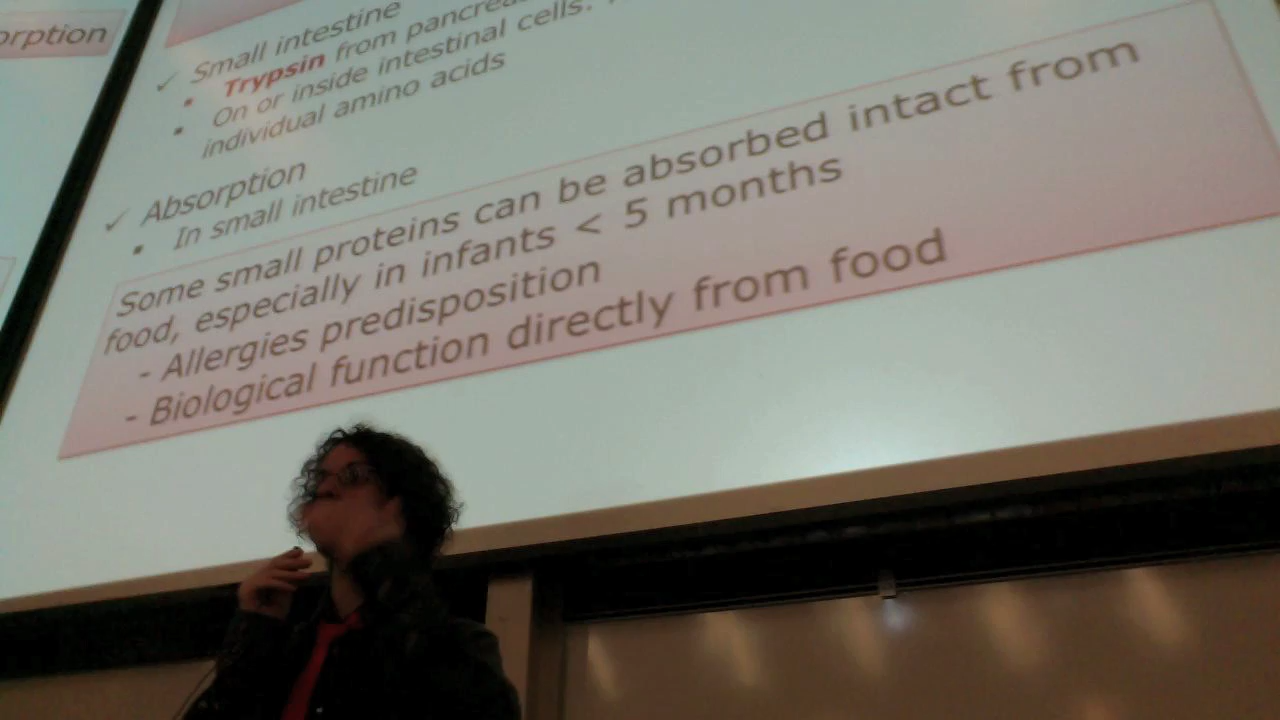 orption
✓ Small intestine
▪ Trypsin from pancrea
▪ On or inside intestinal cells.
individual amino acids
✓ Absorption
▪ In small intestine
Some small proteins can be absorbed intact from
food, especially in infants < 5 months
- Allergies predisposition
- Biological function directly from food